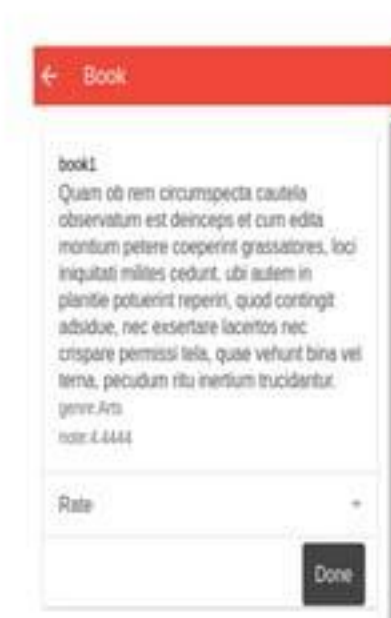 Book
book1
Quam ob rem circumspecta cautela
observatum est deinceps et cum edita
montium petere coeperint grassatores, loci
iniquitati milites cedunt. ubi autem in
planitie potuerint reperiri, quod contingit
adsidue, nec exsertare lacertos nec
crispare permissi tela, quae vehunt bina vel
terna, pecudum ritu inertium trucidantur.
genre:Arts
note:4.4444
Rate
Done